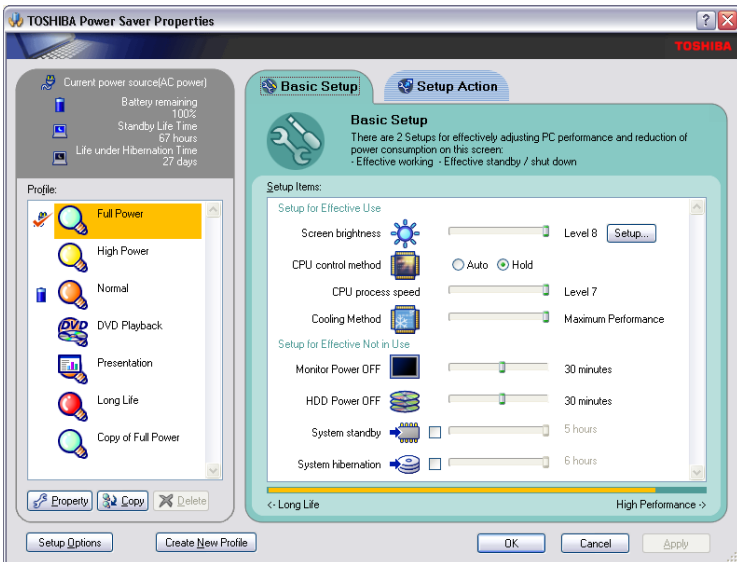 TOSHIBA Power Saver Properties
TOSHIBA
Current power source(AC power)
Battery remaining
100%
Standby Life Time
67 hours
Life under Hibernation Time
27 days
Profile:
Full Power
High Power
Normal
DVD
DVD Playback
Presentation
Long Life
Copy of Full Power
Property
Copy
Delete
Basic Setup
Setup Action
Basic Setup
There are 2 Setups for effectively adjusting PC performance and reduction of
power consumption on this screen:
- Effective working - Effective standby / shut down
Setup Items:
Setup for Effective Use
Screen brightness
Level 8
Setup...
CPU control method
Auto
Hold
CPU process speed
Level 7
Cooling Method
Maximum Performance
Setup for Effective Not in Use
Monitor Power OFF
30 minutes
HDD Power OFF
30 minutes
System standby
5 hours
System hibernation
6 hours
<- Long Life
High Performance ->
Setup Options
Create New Profile
OK
Cancel
Apply